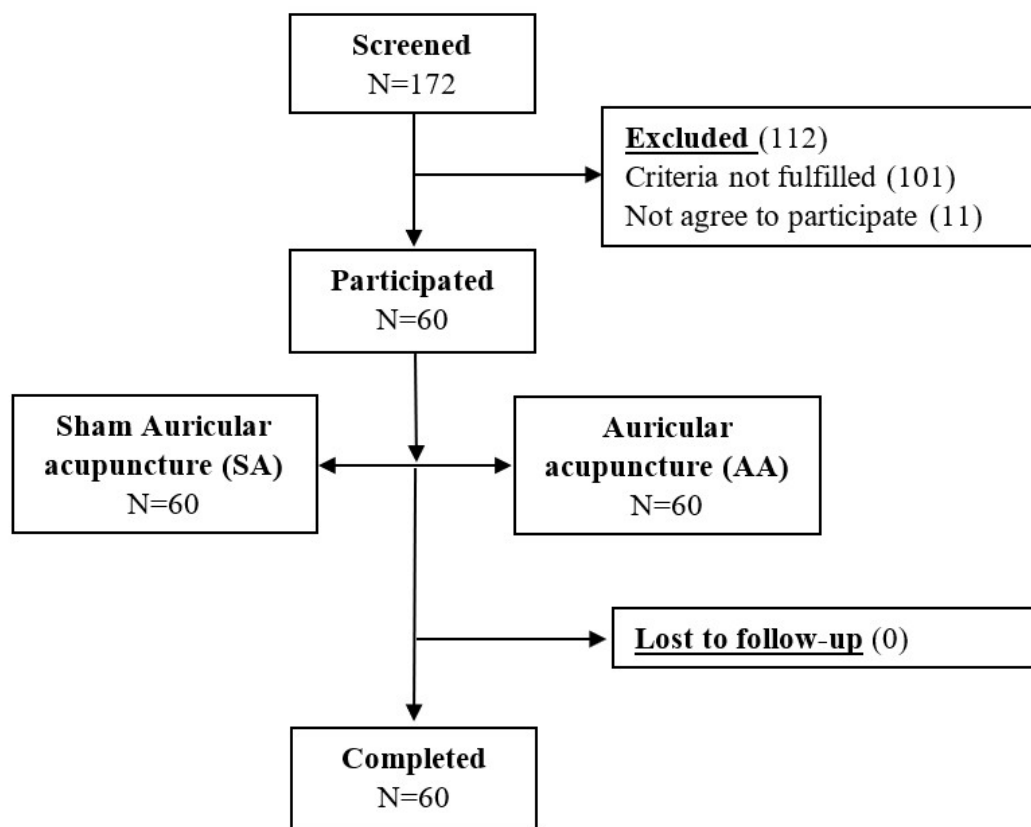 Screened
N=172
Excluded (112)
Criteria not fulfilled (101)
Not agree to participate (11)
Participated
N=60
Sham Auricular
acupuncture (SA)
N=60
Auricular
acupuncture (AA)
N=60
Lost to follow-up (0)
Completed
N=60